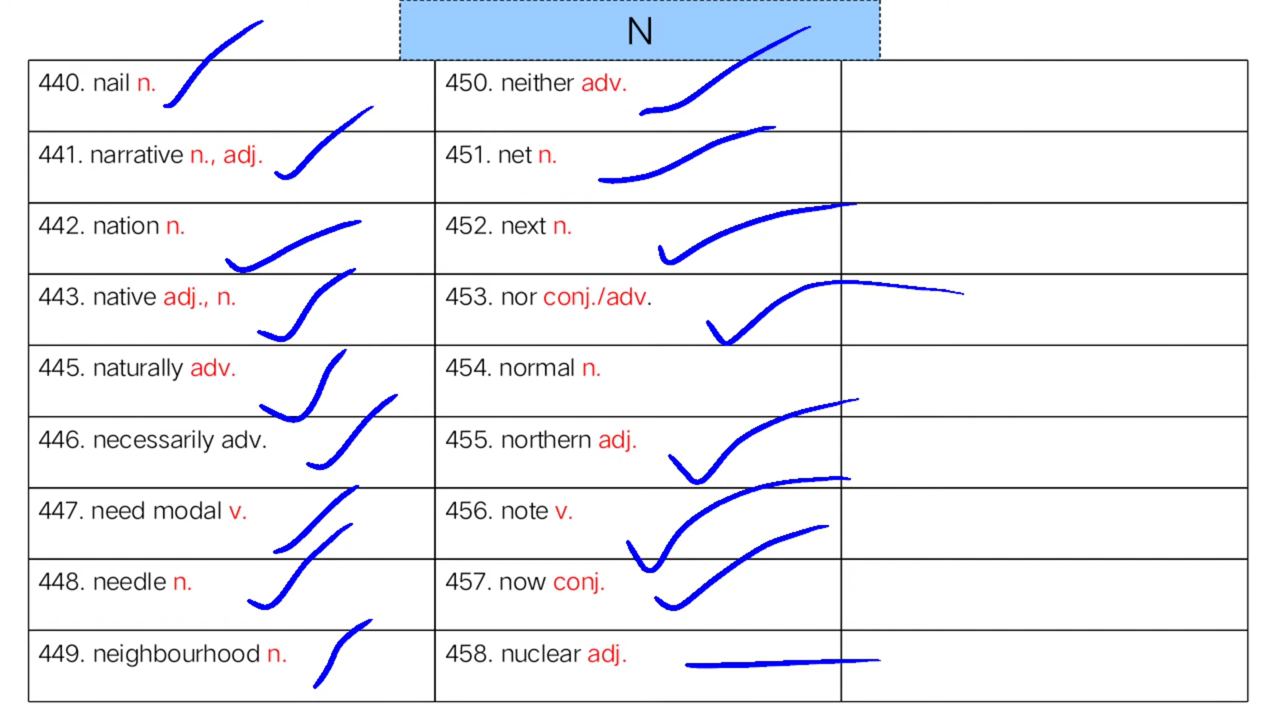 N
440. nail n.
441. narrative n., adj.
442. nation n.
443. native adj., n.
445. naturally adv.
446. necessarily adv.
447. need modal v.
448. needle n.
449. neighbourhood n.
450. neither adv.
451. net n.
452. next n.
453. nor conj./adv.
454. normal n.
455. northern adj.
456. note v.
457. now conj.
458. nuclear adj.